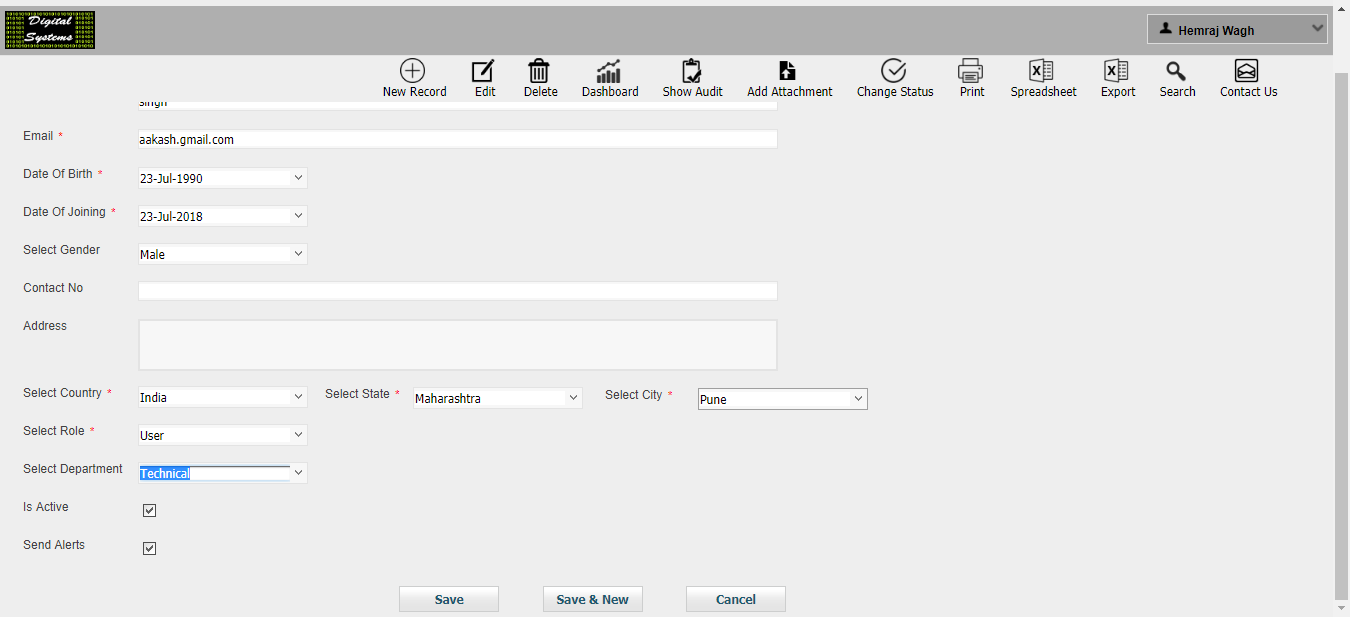 Digital
Systems
Hemraj Wagh
New Record Edit Delete Dashboard Show Audit Add Attachment Change Status Print Spreadsheet Export Search Contact Us
singh
Email * aakash.gmail.com
Date Of Birth * 23-Jul-1990
Date Of Joining * 23-Jul-2018
Select Gender Male
Contact No
Address
Select Country * India Select State * Maharashtra Select City * Pune
Select Role * User
Select Department Technical
Is Active
Send Alerts
Save Save & New Cancel